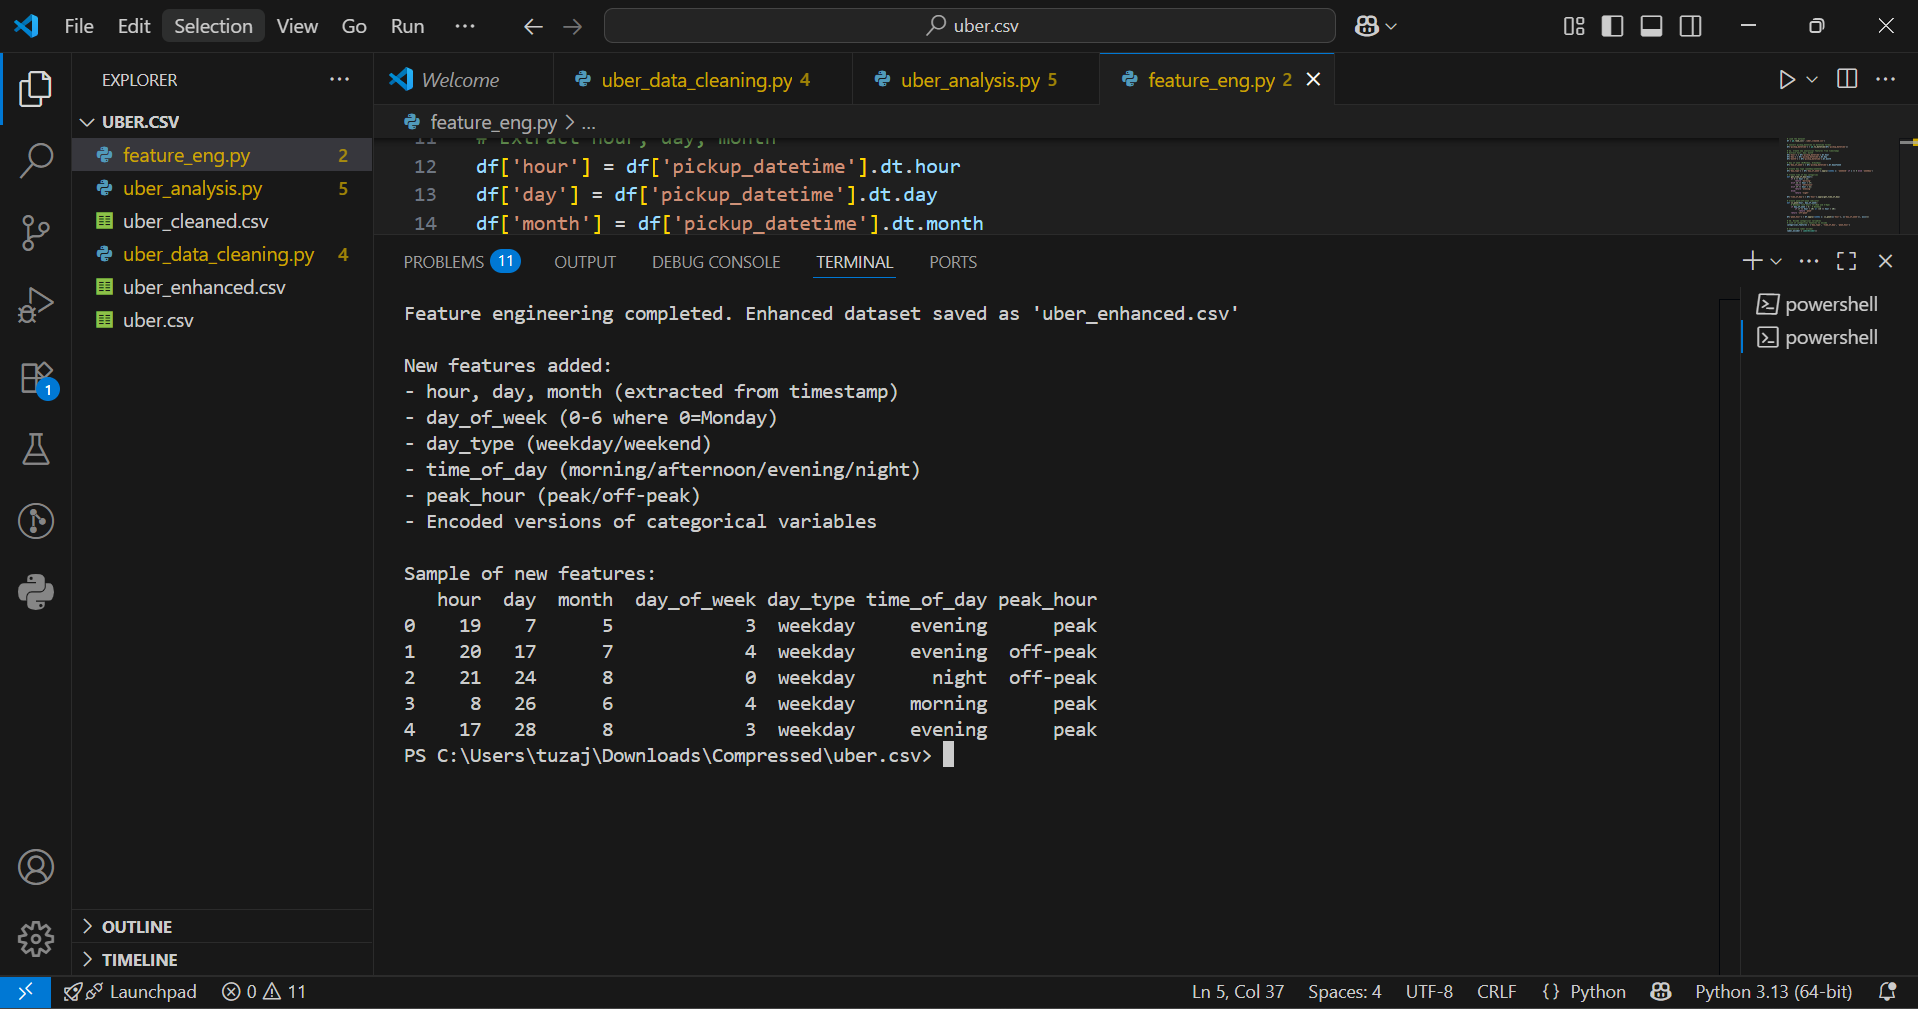 File Edit Selection View Go Run ··· uber.csv
EXPLORER ···
UBER.CSV
feature_eng.py 2
uber_analysis.py 5
uber_cleaned.csv
uber_data_cleaning.py 4
uber_enhanced.csv
uber.csv
OUTLINE
TIMELINE
1
Welcome uber_data_cleaning.py 4 uber_analysis.py 5 feature_eng.py 2
feature_eng.py > ...
11 # Extract hour, day, month
12 df['hour'] = df['pickup_datetime'].dt.hour
13 df['day'] = df['pickup_datetime'].dt.day
14 df['month'] = df['pickup_datetime'].dt.month
PROBLEMS 11 OUTPUT DEBUG CONSOLE TERMINAL PORTS
Feature engineering completed. Enhanced dataset saved as 'uber_enhanced.csv'
New features added:
- hour, day, month (extracted from timestamp)
- day_of_week (0-6 where 0=Monday)
- day_type (weekday/weekend)
- time_of_day (morning/afternoon/evening/night)
- peak_hour (peak/off-peak)
- Encoded versions of categorical variables
Sample of new features:
hour day month day_of_week day_type time_of_day peak_hour
0 19 7 5 3 weekday evening peak
1 20 17 7 4 weekday evening off-peak
2 21 24 8 0 weekday night off-peak
3 8 26 6 4 weekday morning peak
4 17 28 8 3 weekday evening peak
PS C:\Users\tuzaj\Downloads\Compressed\uber.csv>
powershell
powershell
Launchpad 0 11 Ln 5, Col 37 Spaces: 4 UTF-8 CRLF {} Python Python 3.13 (64-bit)